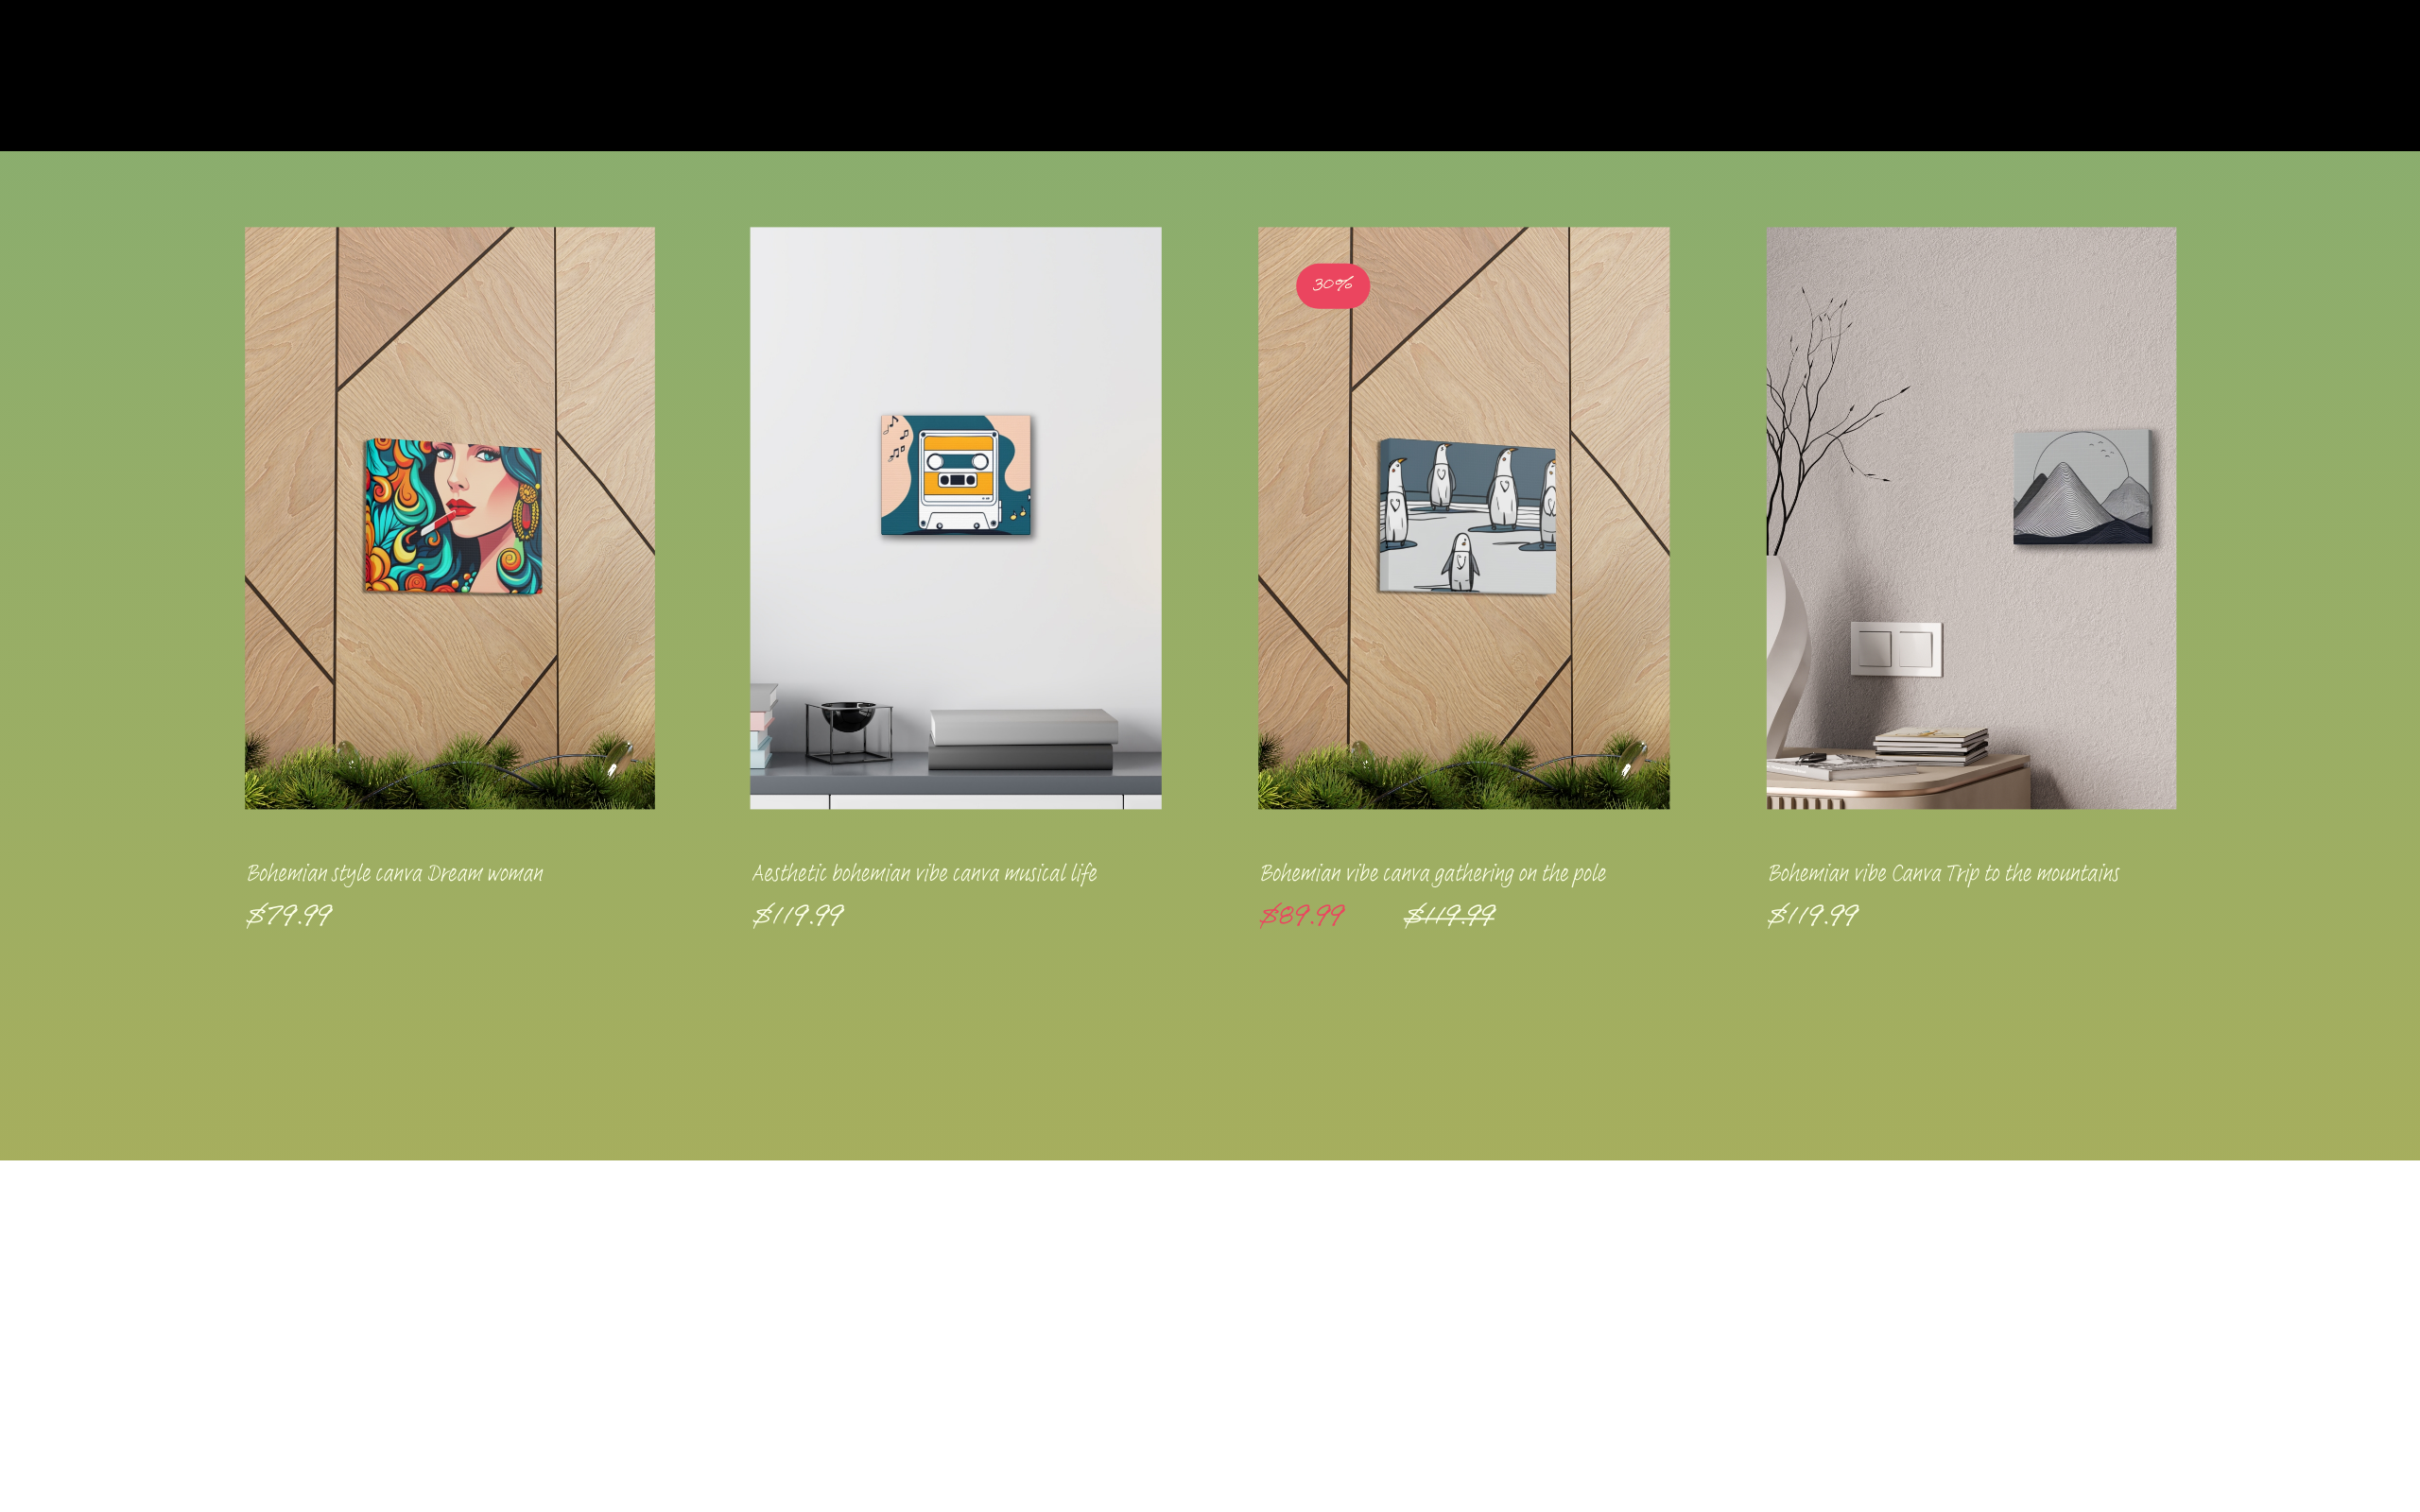 30%
Bohemian style canva Dream woman
$79.99
Aesthetic bohemian vibe canva musical life
$119.99
Bohemian vibe canva gathering on the pole
$89.99 $119.99
Bohemian vibe Canva Trip to the mountains
$119.99